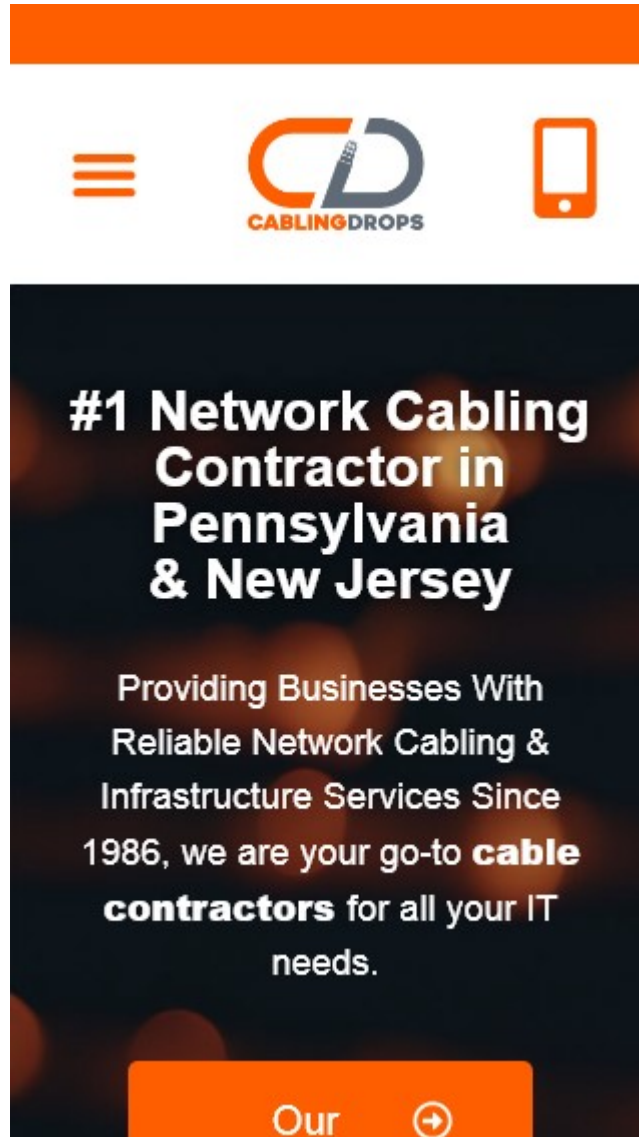 CABLINGDROPS
#1 Network Cabling
Contractor in
Pennsylvania
& New Jersey
Providing Businesses With
Reliable Network Cabling &
Infrastructure Services Since
1986, we are your go-to cable
contractors for all your IT
needs.
Our